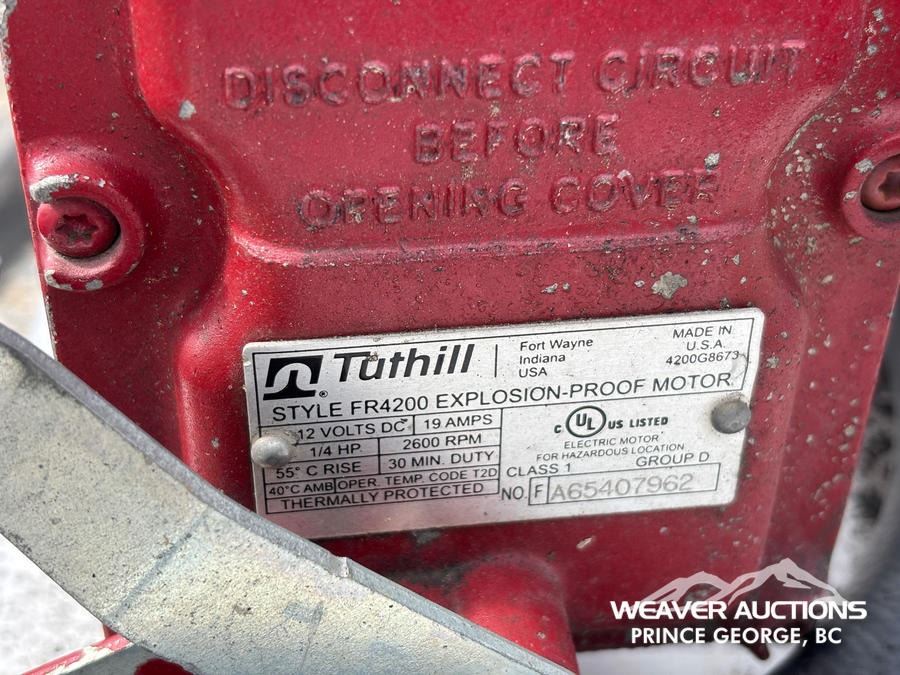 DISCONNECT CIRCUIT
BEFORE
OPENING COVER
Tuthill
®
Fort Wayne
Indiana
USA
MADE IN
U.S.A.
4200G8673
STYLE FR4200 EXPLOSION-PROOF MOTOR
12 VOLTS DC 19 AMPS
1/4 HP 2600 RPM
55° C RISE 30 MIN. DUTY
40°C AMB OPER. TEMP. CODE T2D
THERMALLY PROTECTED
C UL US LISTED
ELECTRIC MOTOR
FOR HAZARDOUS LOCATION
CLASS 1 GROUP D
NO. F A65407962
WEAVER AUCTIONS
PRINCE GEORGE, BC